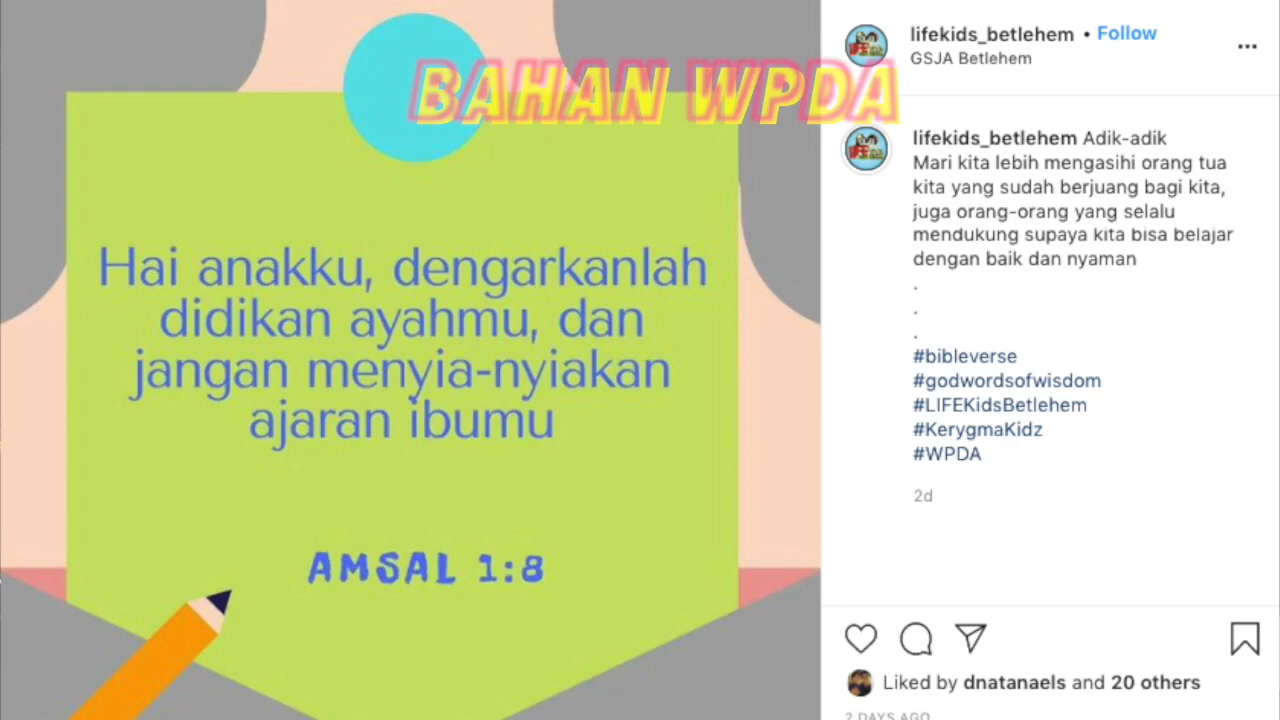 BAHAN WPDA
Hai anakku, dengarkanlah
didikan ayahmu, dan
jangan menyia-nyiakan
ajaran ibumu
AMSAL 1:8
lifekids_betlehem • Follow
GSJA Betlehem
lifekids_betlehem Adik-adik
Mari kita lebih mengasihi orang tua
kita yang sudah berjuang bagi kita,
juga orang-orang yang selalu
mendukung supaya kita bisa belajar
dengan baik dan nyaman
.
.
.
#bibleverse
#godwordsofwisdom
#LIFEKidsBetlehem
#KerygmaKidz
#WPDA
2d
Liked by dnatanaels and 20 others
2 DAYS AGO